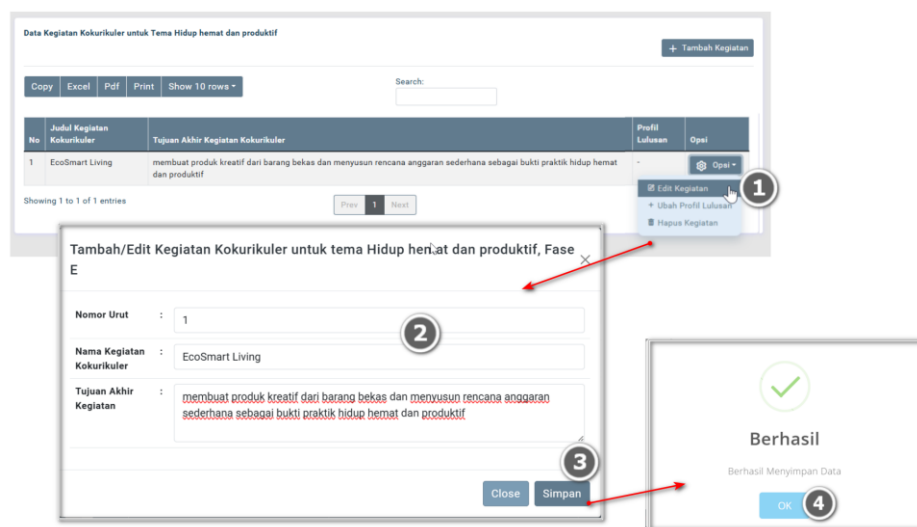 Data Kegiatan Kokurikuler untuk Tema Hidup hemat dan produktif
+ Tambah Kegiatan
Copy Excel Pdf Print Show 10 rows
Search:
No Judul Kegiatan Kokurikuler Tujuan Akhir Kegiatan Kokurikuler Profil Lulusan Opsi
1 EcoSmart Living membuat produk kreatif dari barang bekas dan menyusun rencana anggaran sederhana sebagai bukti praktik hidup hemat - Opsi
dan produktif
Edit Kegiatan 1
Showing 1 to 1 of 1 entries Prev 1 Next
+ Ubah Profil Lulusan
Hapus Kegiatan
Tambah/Edit Kegiatan Kokurikuler untuk tema Hidup hemat dan produktif, Fase
E
Nomor Urut : 1
2
Nama Kegiatan Kokurikuler : EcoSmart Living
Tujuan Akhir Kegiatan : membuat produk kreatif dari barang bekas dan menyusun rencana anggaran
sederhana sebagai bukti praktik hidup hemat dan produktif
3
Close Simpan
Berhasil
Berhasil Menyimpan Data
OK 4